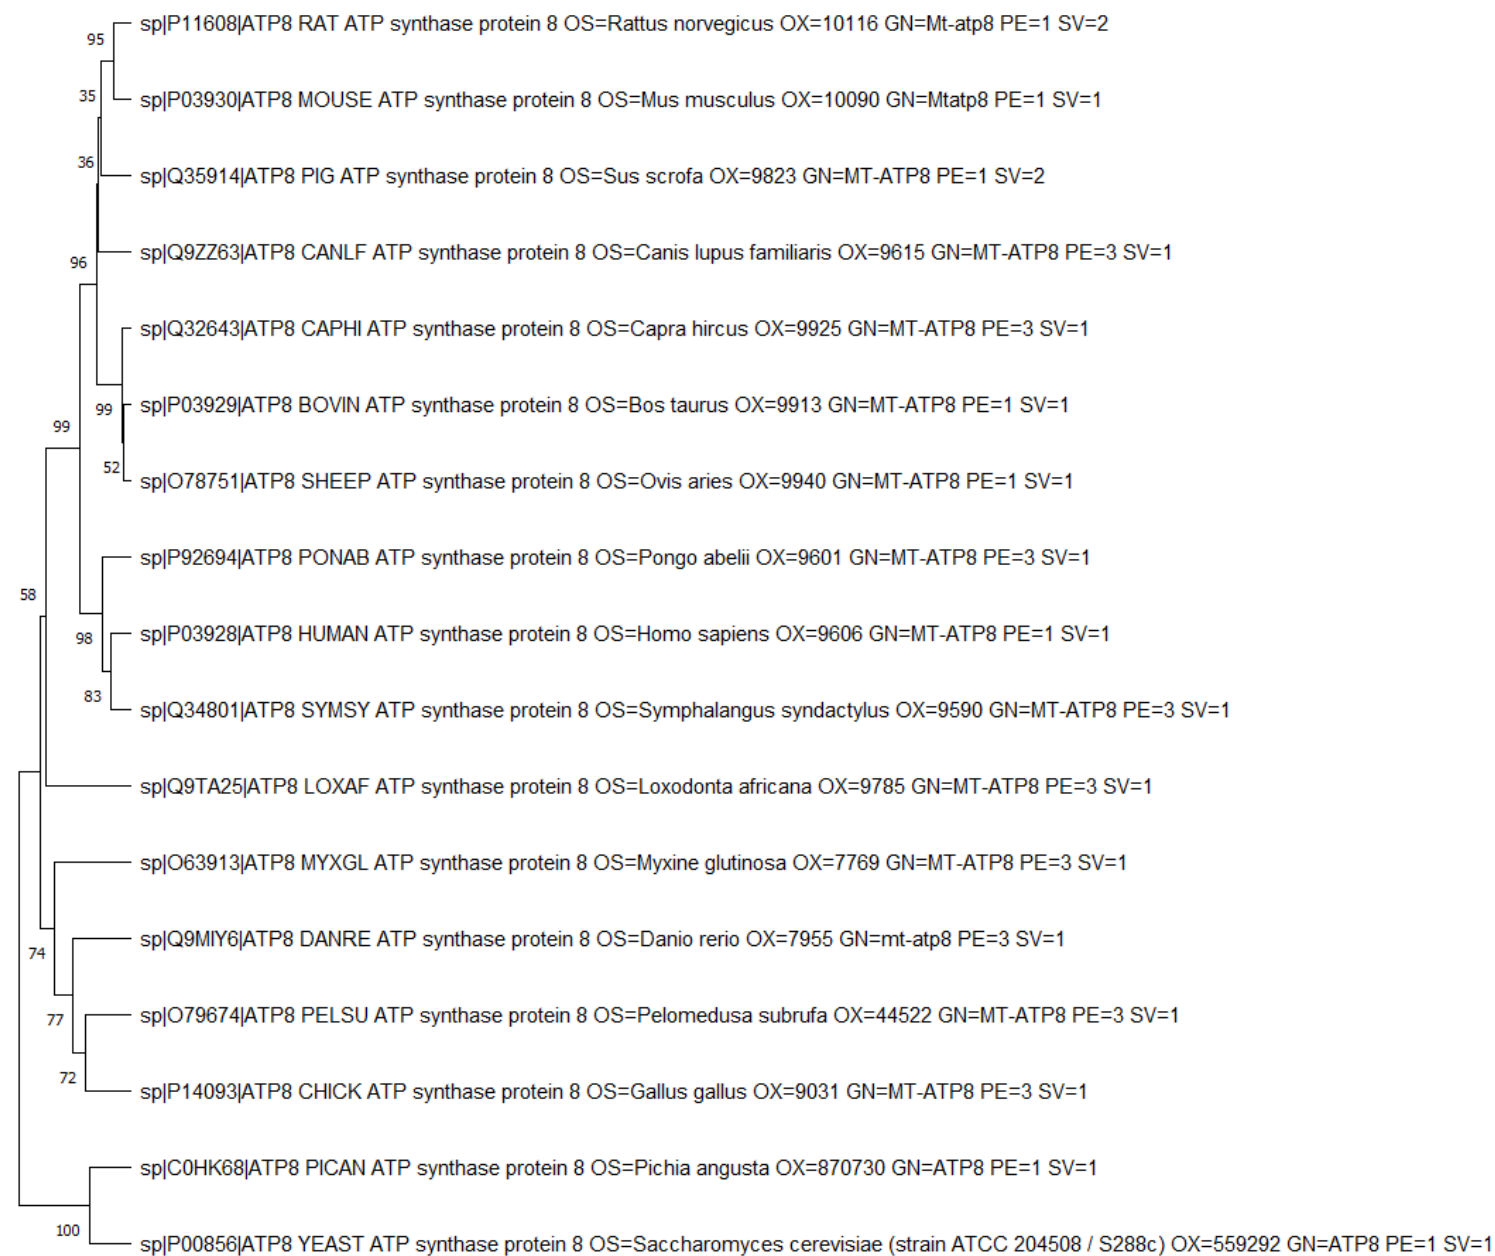 95
sp|P11608|ATP8 RAT ATP synthase protein 8 OS=Rattus norvegicus OX=10116 GN=Mt-atp8 PE=1 SV=2
35
sp|P03930|ATP8 MOUSE ATP synthase protein 8 OS=Mus musculus OX=10090 GN=Mtatp8 PE=1 SV=1
36
sp|Q35914|ATP8 PIG ATP synthase protein 8 OS=Sus scrofa OX=9823 GN=MT-ATP8 PE=1 SV=2
96
sp|Q9ZZ63|ATP8 CANLF ATP synthase protein 8 OS=Canis lupus familiaris OX=9615 GN=MT-ATP8 PE=3 SV=1
sp|Q32643|ATP8 CAPHI ATP synthase protein 8 OS=Capra hircus OX=9925 GN=MT-ATP8 PE=3 SV=1
99
sp|P03929|ATP8 BOVIN ATP synthase protein 8 OS=Bos taurus OX=9913 GN=MT-ATP8 PE=1 SV=1
99
52
sp|O78751|ATP8 SHEEP ATP synthase protein 8 OS=Ovis aries OX=9940 GN=MT-ATP8 PE=1 SV=1
sp|P92694|ATP8 PONAB ATP synthase protein 8 OS=Pongo abelii OX=9601 GN=MT-ATP8 PE=3 SV=1
58
98
sp|P03928|ATP8 HUMAN ATP synthase protein 8 OS=Homo sapiens OX=9606 GN=MT-ATP8 PE=1 SV=1
83
sp|Q34801|ATP8 SYMSY ATP synthase protein 8 OS=Symphalangus syndactylus OX=9590 GN=MT-ATP8 PE=3 SV=1
sp|Q9TA25|ATP8 LOXAF ATP synthase protein 8 OS=Loxodonta africana OX=9785 GN=MT-ATP8 PE=3 SV=1
sp|O63913|ATP8 MYXGL ATP synthase protein 8 OS=Myxine glutinosa OX=7769 GN=MT-ATP8 PE=3 SV=1
74
sp|Q9MIY6|ATP8 DANRE ATP synthase protein 8 OS=Danio rerio OX=7955 GN=mt-atp8 PE=3 SV=1
77
sp|O79674|ATP8 PELSU ATP synthase protein 8 OS=Pelomedusa subrufa OX=44522 GN=MT-ATP8 PE=3 SV=1
72
sp|P14093|ATP8 CHICK ATP synthase protein 8 OS=Gallus gallus OX=9031 GN=MT-ATP8 PE=3 SV=1
sp|C0HK68|ATP8 PICAN ATP synthase protein 8 OS=Pichia angusta OX=870730 GN=ATP8 PE=1 SV=1
100
sp|P00856|ATP8 YEAST ATP synthase protein 8 OS=Saccharomyces cerevisiae (strain ATCC 204508 / S288c) OX=559292 GN=ATP8 PE=1 SV=1